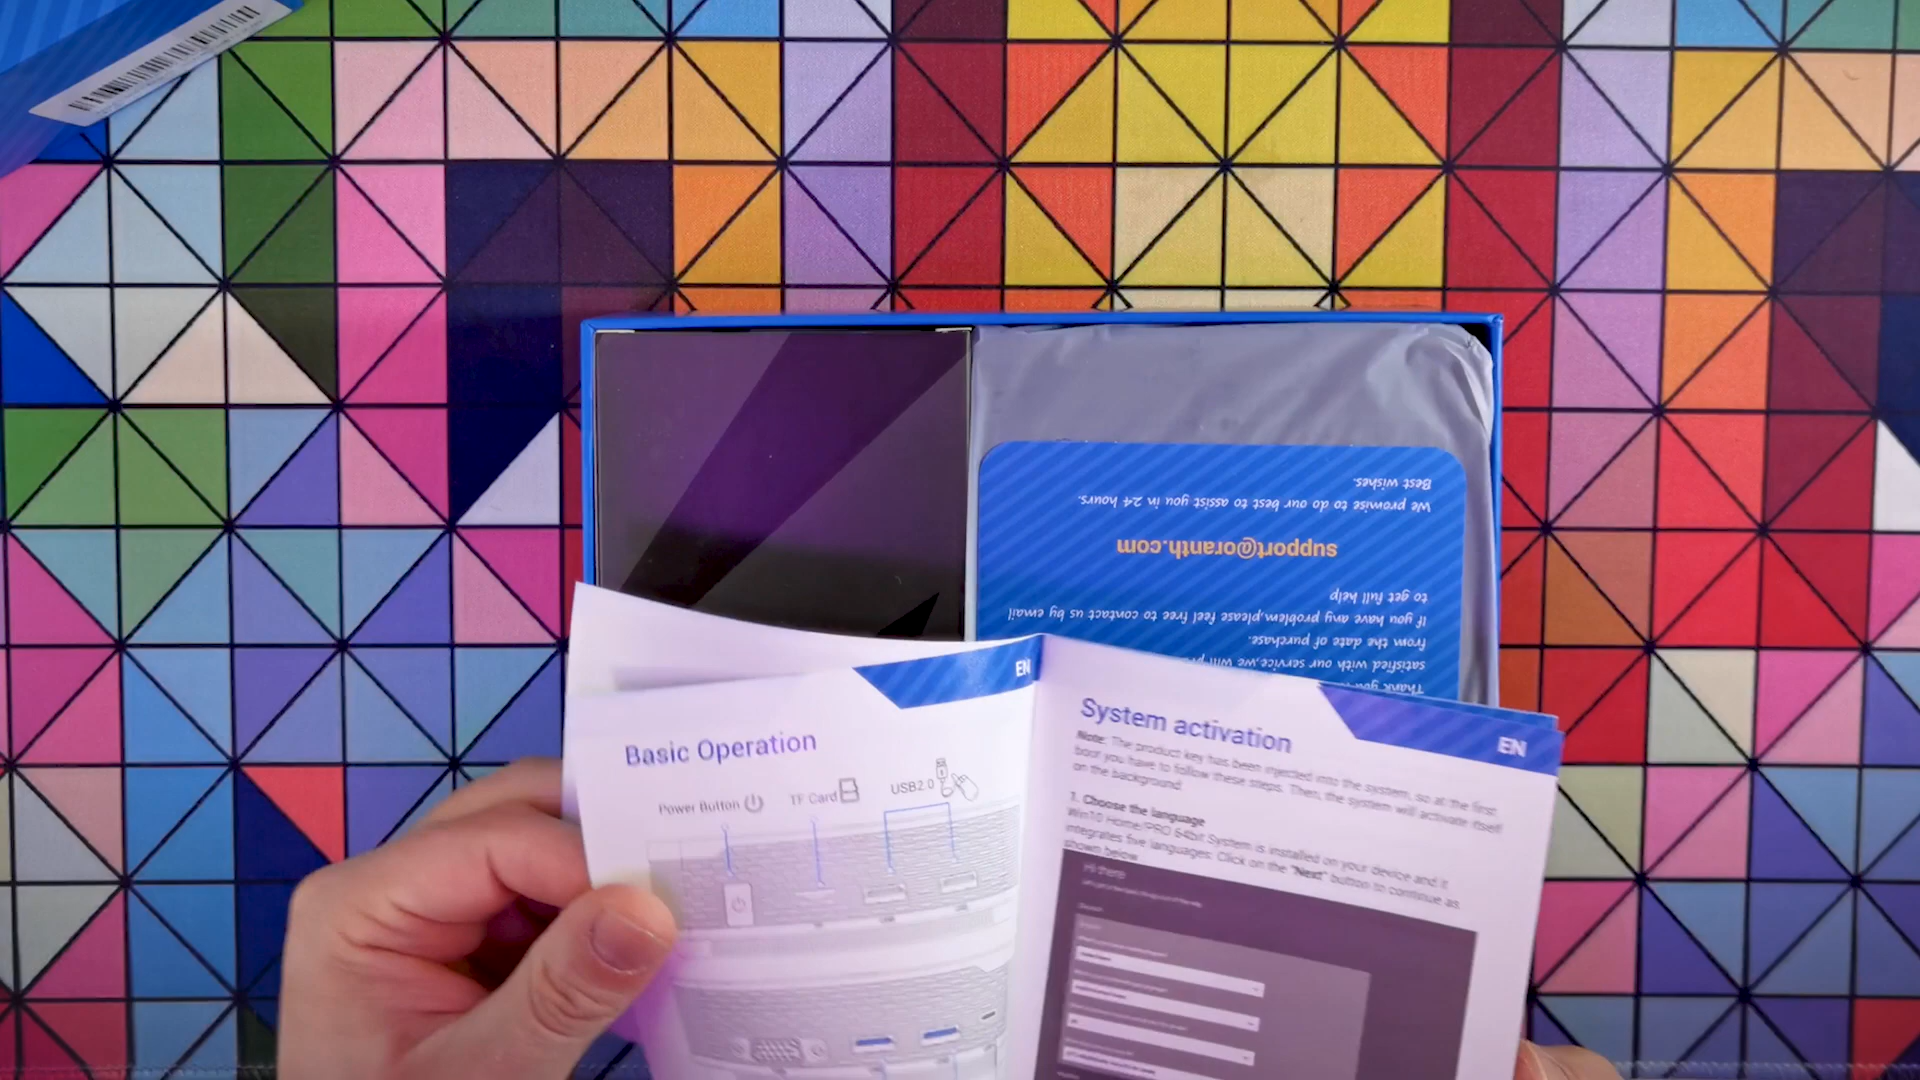 Best wishes.
We promise to do our best to assist you in 24 hours.
support@oranth.com
to get full help
If you have any problem,please feel free to contact us by email
from the date of purchase.
satisfied with our service,we will
Thank you
EN
Basic Operation
Power Button
TF Card
USB2.0
EN
System activation
Note: The product key has been injected into the system, so at the first
boot you have to follow these steps. Then, the system will activate itself
on the background.
1. Choose the language
Win10 Home/PRO 64bit System is installed on your device and it
integrates five languages: Click on the "Next" button to continue as
shown below
Hi there